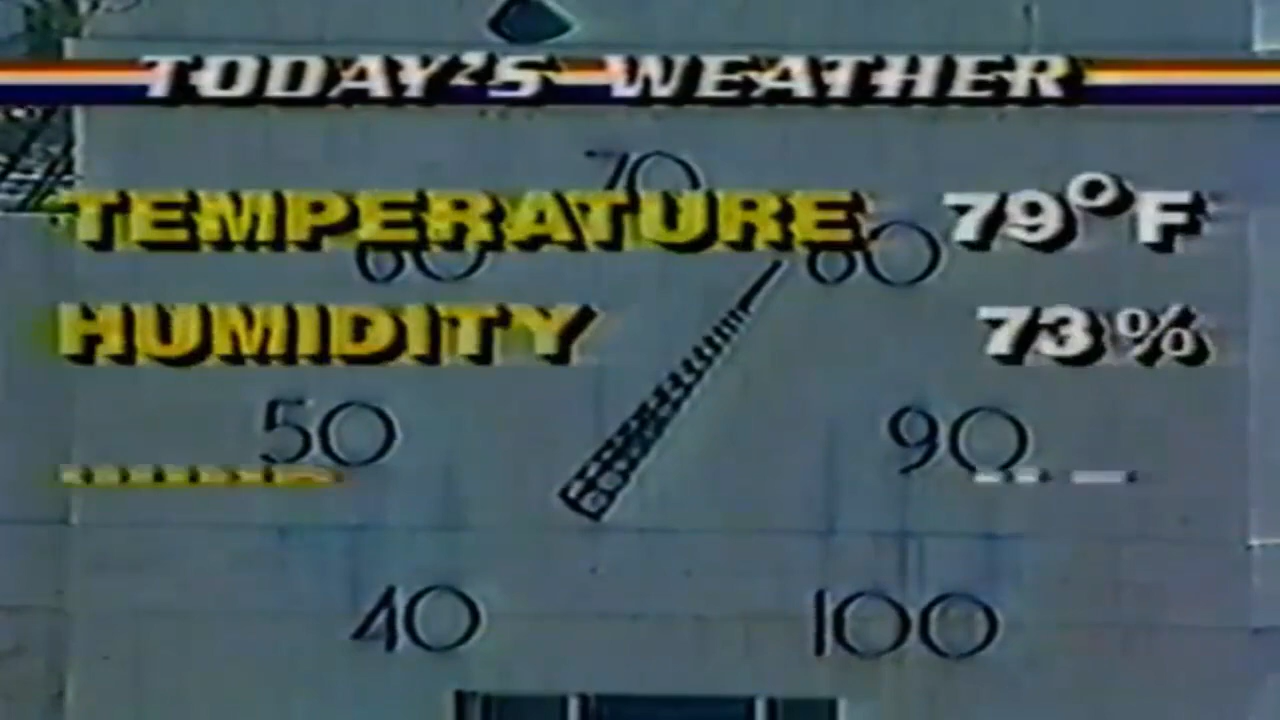 TODAY'S WEATHER
70
TEMPERATURE 79°F
60 80
HUMIDITY 73%
50 90
40 100